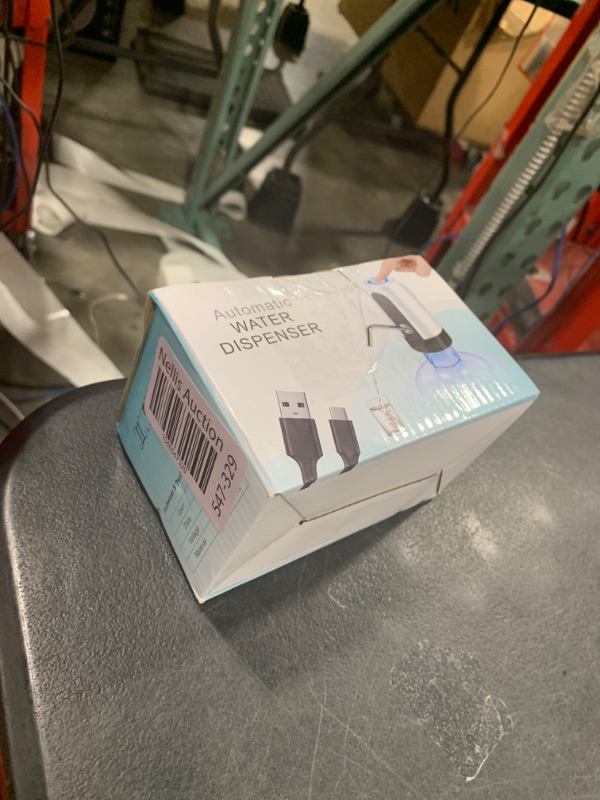 Automatic
WATER
DISPENSER
Nellis Auction
547-329